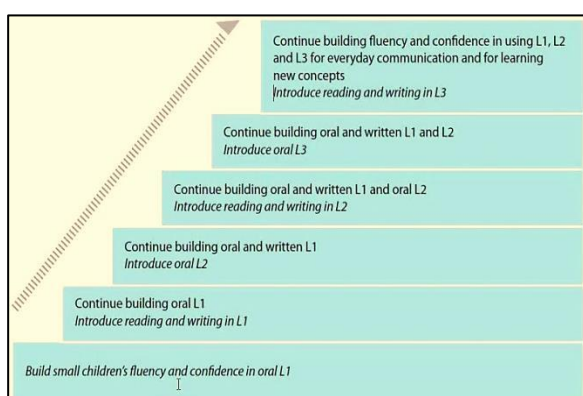 Continue building fluency and confidence in using L1, L2
and L3 for everyday communication and for learning
new concepts
Introduce reading and writing in L3
Continue building oral and written L1 and L2
Introduce oral L3
Continue building oral and written L1 and oral L2
Introduce reading and writing in L2
Continue building oral and written L1
Introduce oral L2
Continue building oral L1
Introduce reading and writing in L1
Build small children's fluency and confidence in oral L1